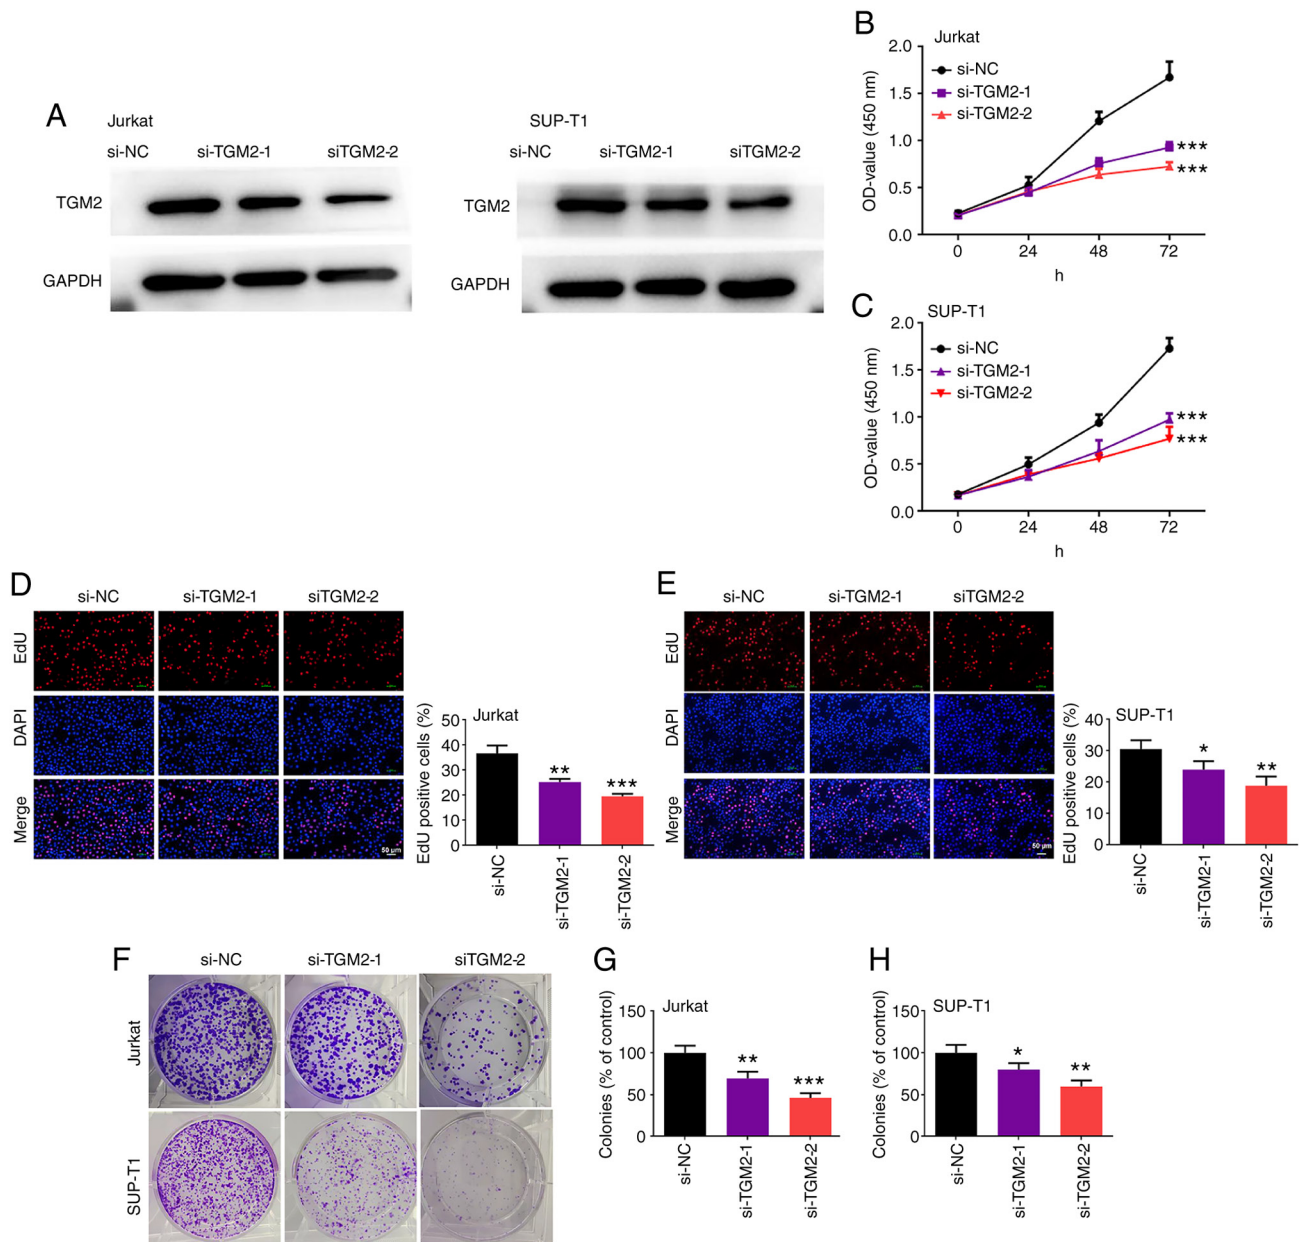 A
Jurkat
si-NC si-TGM2-1 siTGM2-2
TGM2
GAPDH
SUP-T1
si-NC si-TGM2-1 siTGM2-2
TGM2
GAPDH
B
Jurkat
si-NC
si-TGM2-1
si-TGM2-2
OD-value (450 nm)
2.0
1.5
1.0
0.5
0.0
***
***
0 24 48 72
h
C
SUP-T1
si-NC
si-TGM2-1
si-TGM2-2
OD-value (450 nm)
2.0
1.5
1.0
0.5
0.0
***
***
0 24 48 72
h
D
si-NC si-TGM2-1 siTGM2-2
EdU
DAPI
Merge
50 µm
Jurkat
EdU positive cells (%)
50
40
30
20
10
0
**
***
si-NC
si-TGM2-1
si-TGM2-2
E
si-NC si-TGM2-1 siTGM2-2
EdU
DAPI
Merge
50 µm
SUP-T1
EdU positive cells (%)
40
30
20
10
0
*
**
si-NC
si-TGM2-1
si-TGM2-2
F
si-NC si-TGM2-1 siTGM2-2
Jurkat
SUP-T1
G
Jurkat
Colonies (% of control)
150
100
50
0
**
***
si-NC
si-TGM2-1
si-TGM2-2
H
SUP-T1
Colonies (% of control)
150
100
50
0
*
**
si-NC
si-TGM2-1
si-TGM2-2